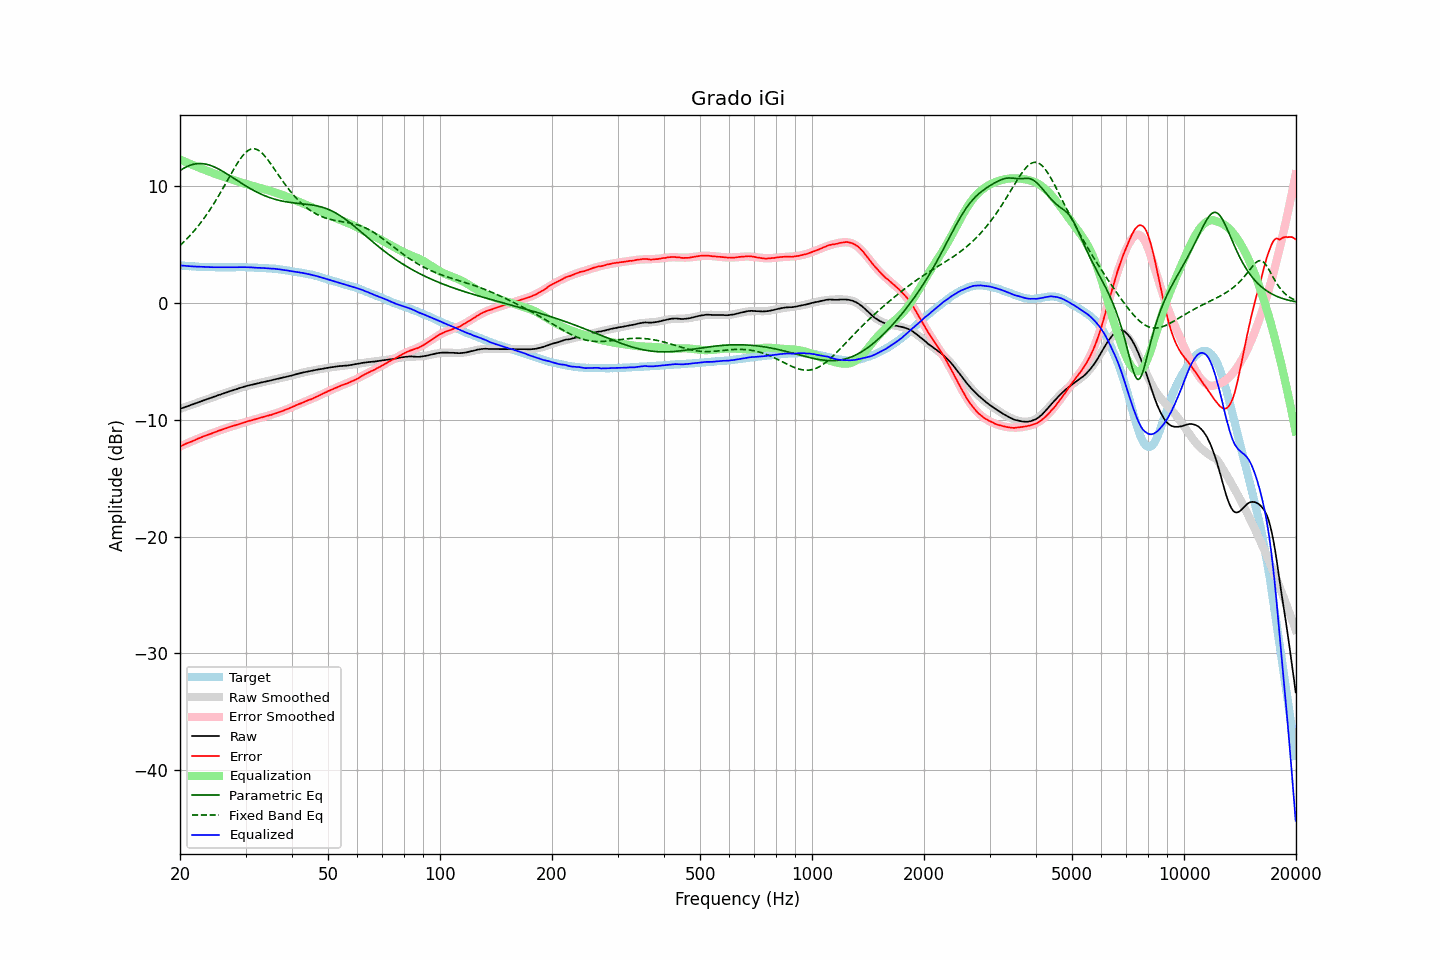 Grado iGi
10
0
−10
−20
−30
−40
Amplitude (dBr)
Target
Raw Smoothed
Error Smoothed
Raw
Error
Equalization
Parametric Eq
Fixed Band Eq
Equalized
20 50 100 200 500 1000 2000 5000 10000 20000
Frequency (Hz)